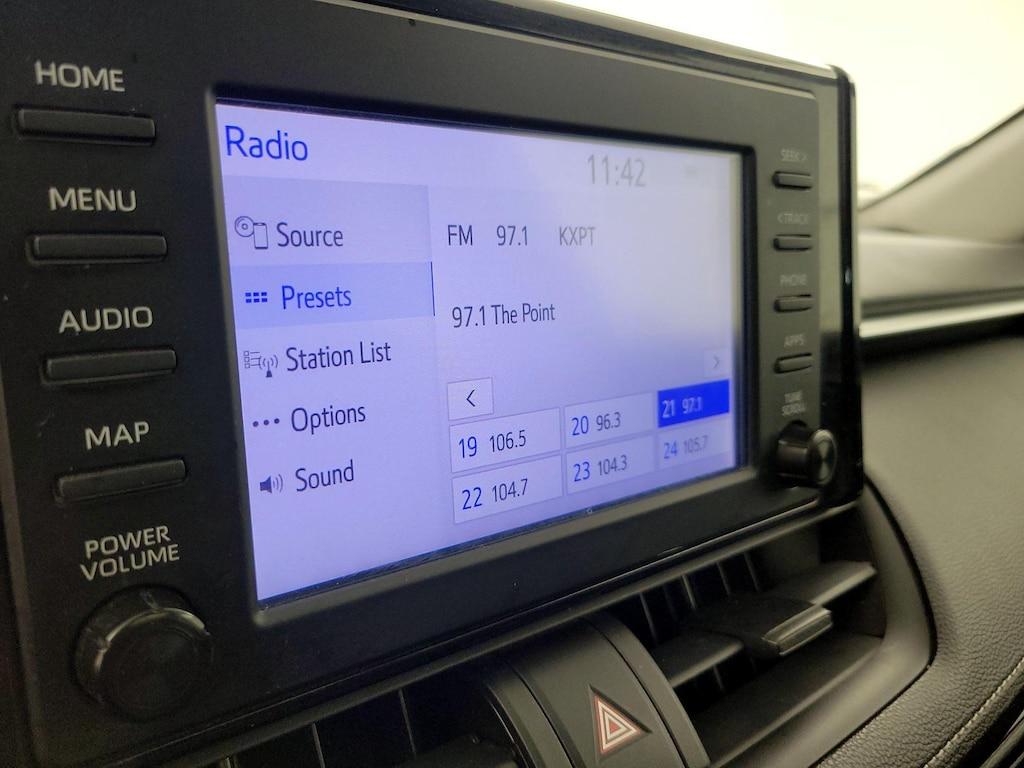 HOME
MENU
AUDIO
MAP
POWER
VOLUME
Radio
11:42
Source
Presets
Station List
Options
Sound
FM 97.1 KXPT
97.1 The Point
<
>
19 106.5
20 96.3
21 97.1
22 104.7
23 104.3
24 105.7
SEEK >
< TRACK
PHONE
APPS
TUNE
SCROLL